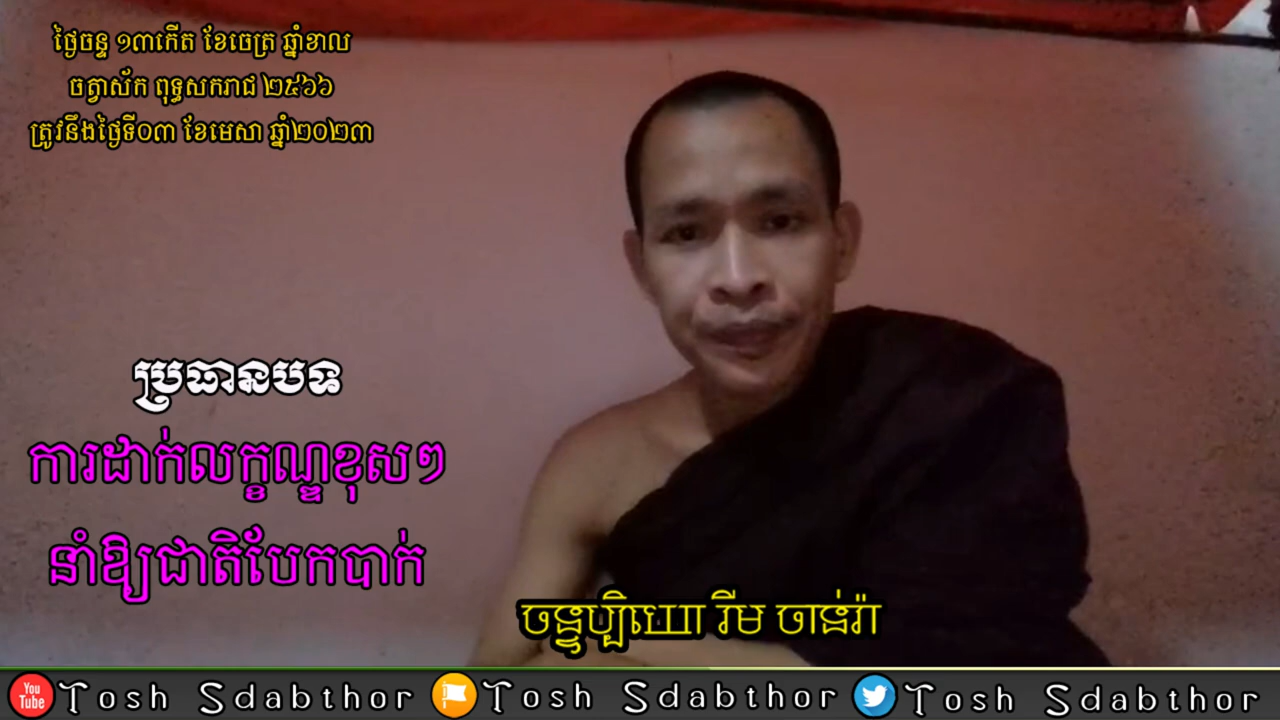 ថ្ងៃចន្ទ ១៣កើត ខែចេត្រ ឆ្នាំខាល
ចត្វាស័ក ពុទ្ធសករាជ ២៥៦៦
ត្រូវនឹងថ្ងៃទី០៣ ខែមេសា ឆ្នាំ២០២៣
ប្រធានបទ
ការដាក់លក្ខណ្ឌខុសៗ
នាំឱ្យជាតិបែកបាក់
ចន្ទប្បិយោ រីម ចាន់រ៉ា
You Tube Tosh Sdabthor Tosh Sdabthor Tosh Sdabthor